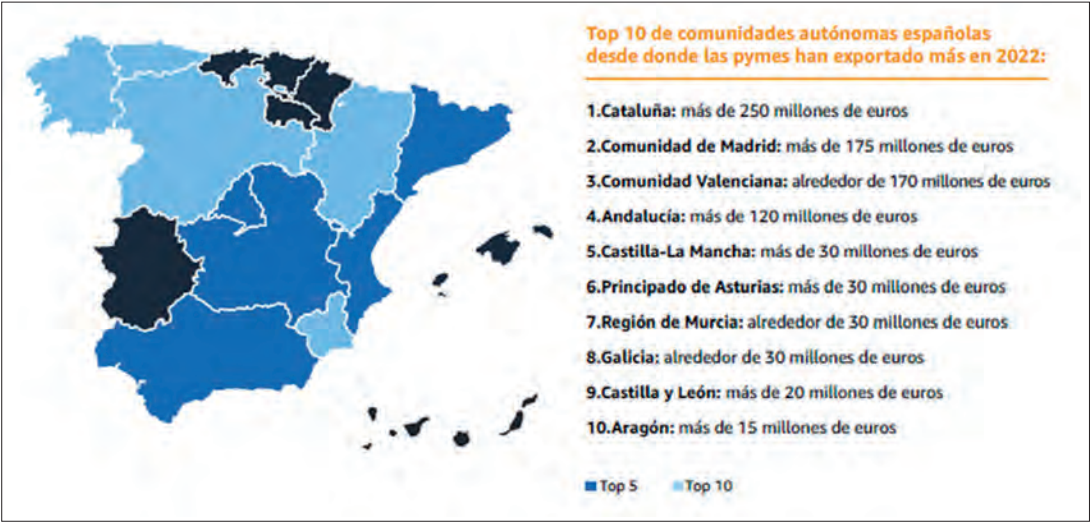 Top 10 de comunidades autónomas españolas
desde donde las pymes han exportado más en 2022:
1.Cataluña: más de 250 millones de euros
2.Comunidad de Madrid: más de 175 millones de euros
3.Comunidad Valenciana: alrededor de 170 millones de euros
4.Andalucía: más de 120 millones de euros
5.Castilla-La Mancha: más de 30 millones de euros
6.Principado de Asturias: más de 30 millones de euros
7.Región de Murcia: alrededor de 30 millones de euros
8.Galicia: alrededor de 30 millones de euros
9.Castilla y León: más de 20 millones de euros
10.Aragón: más de 15 millones de euros
Top 5 Top 10